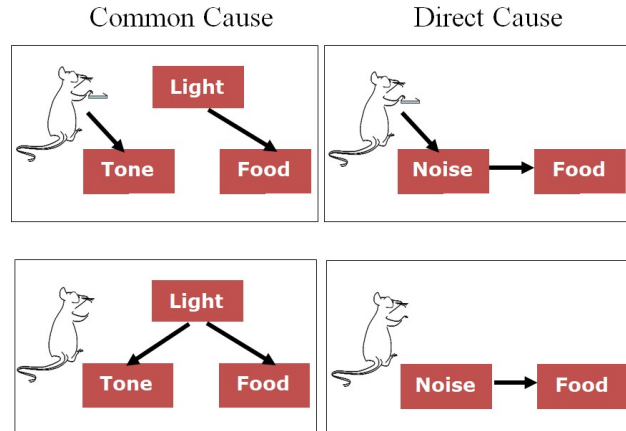 Common Cause
Direct Cause
Light
Tone
Food
Noise
Food
Light
Tone
Food
Noise
Food